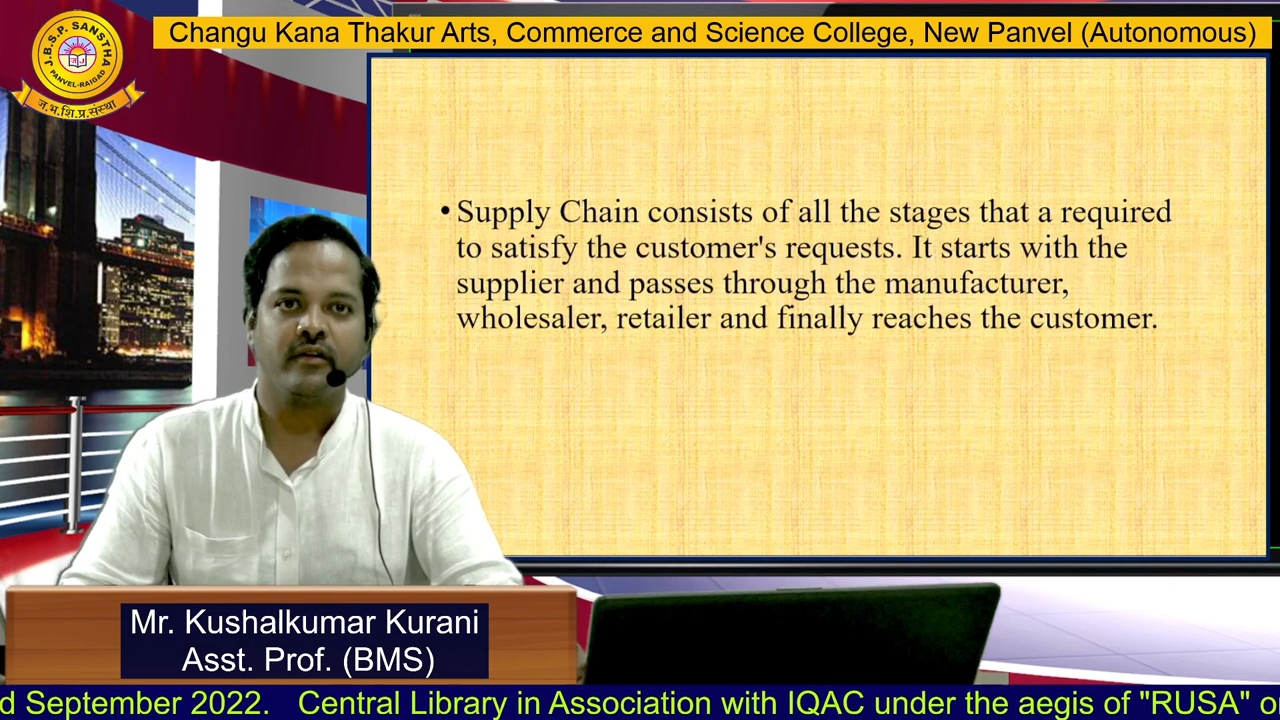 Changu Kana Thakur Arts, Commerce and Science College, New Panvel (Autonomous)
J.B.S.P. SANSTHA
PANVEL-RAIGAD
ज.भ.शि.प्र.संस्था
• Supply Chain consists of all the stages that a required
to satisfy the customer's requests. It starts with the
supplier and passes through the manufacturer,
wholesaler, retailer and finally reaches the customer.
Mr. Kushalkumar Kurani
Asst. Prof. (BMS)
d September 2022. Central Library in Association with IQAC under the aegis of "RUSA" o